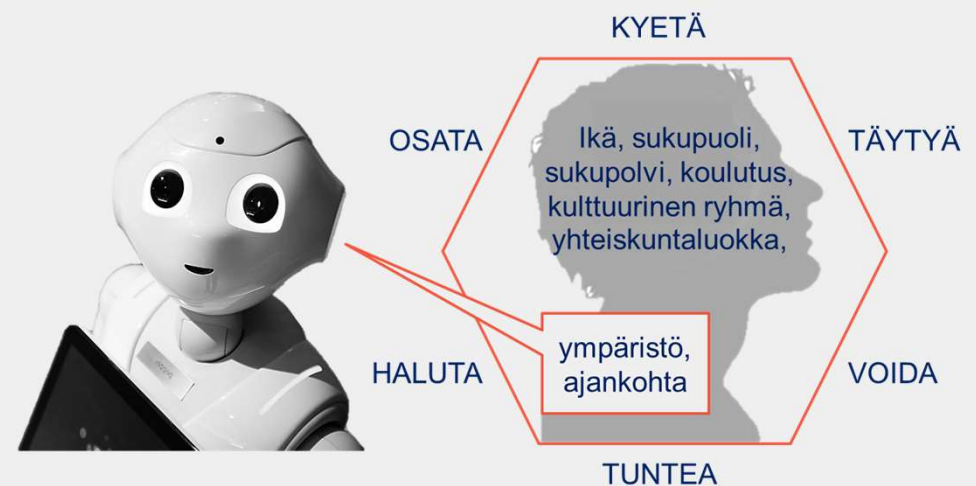 KYETÄ
OSATA
TÄYTYÄ
Ikä, sukupuoli,
sukupolvi, koulutus,
kulttuurinen ryhmä,
yhteiskuntaluokka,
ympäristö,
ajankohta
HALUTA
VOIDA
TUNTEA